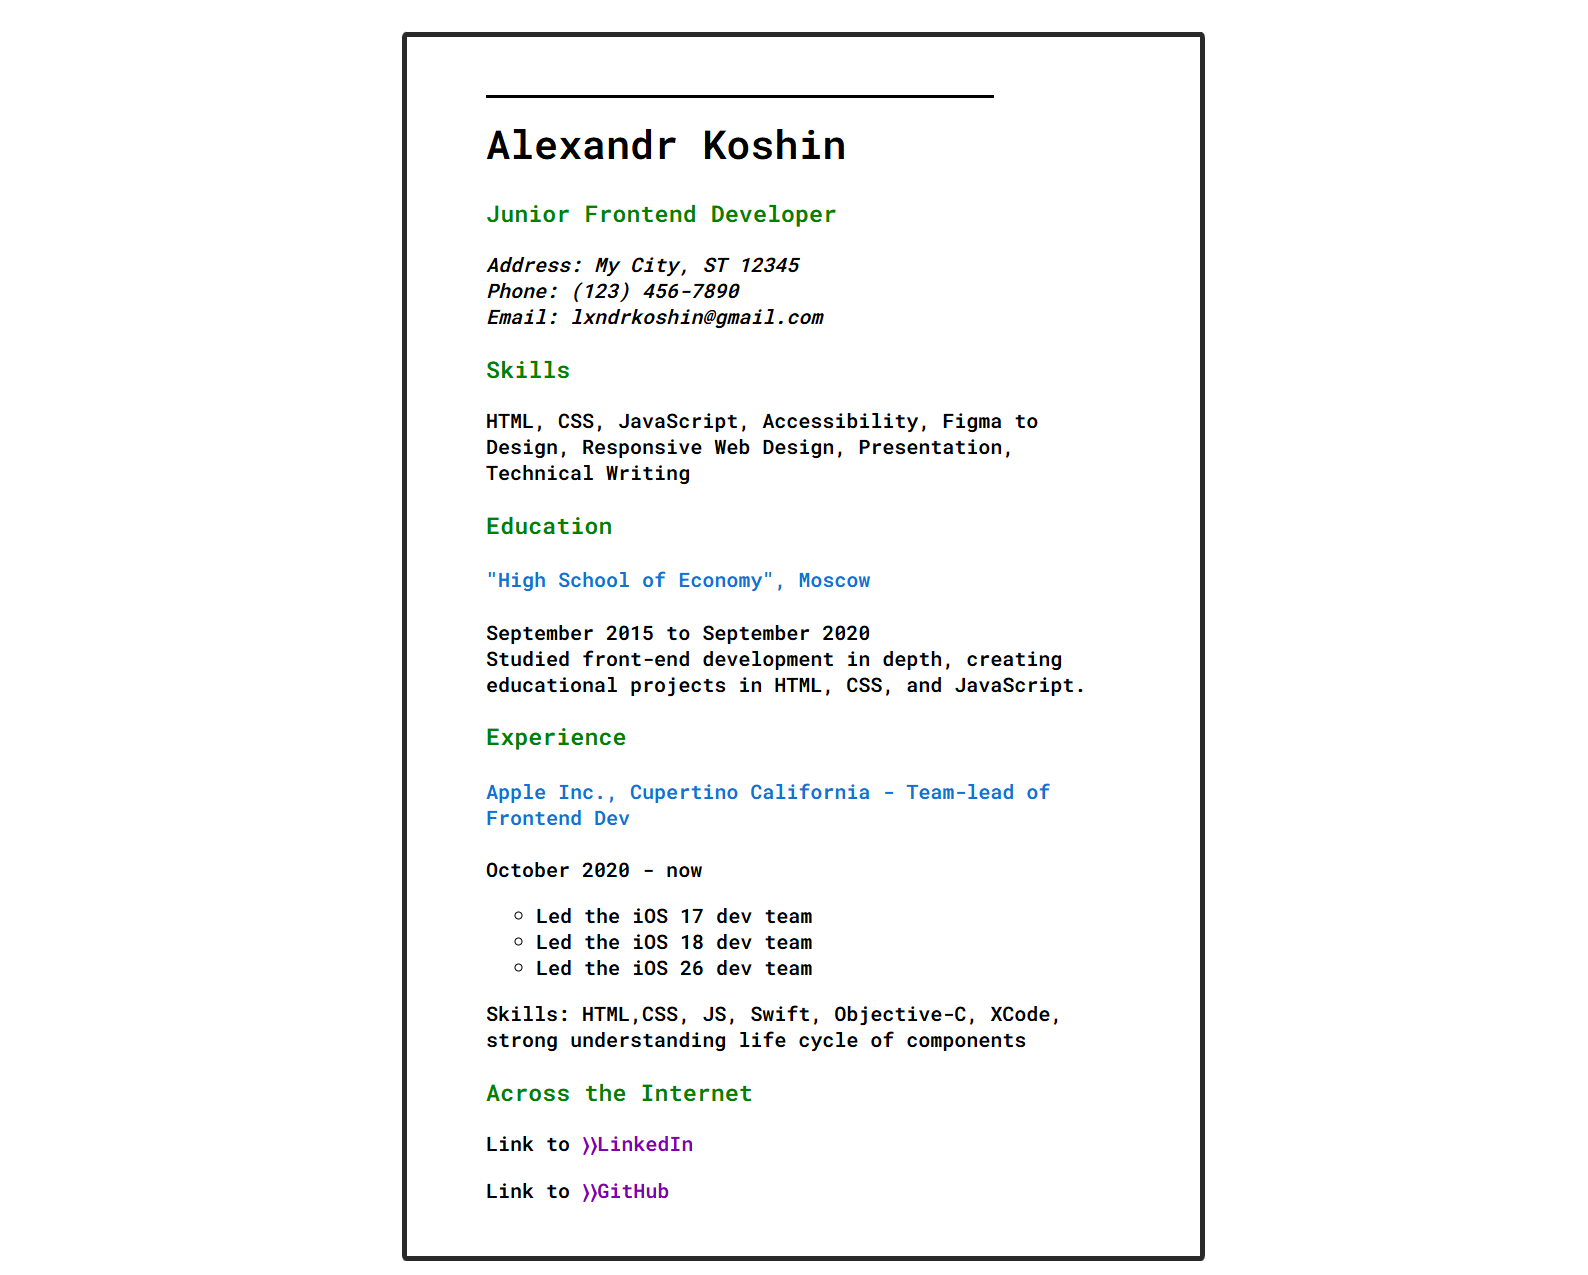 Alexandr Koshin
Junior Frontend Developer
Address: My City, ST 12345
Phone: (123) 456-7890
Email: lxndrkoshin@gmail.com
Skills
HTML, CSS, JavaScript, Accessibility, Figma to
Design, Responsive Web Design, Presentation,
Technical Writing
Education
"High School of Economy", Moscow
September 2015 to September 2020
Studied front-end development in depth, creating
educational projects in HTML, CSS, and JavaScript.
Experience
Apple Inc., Cupertino California - Team-lead of
Frontend Dev
October 2020 - now
Led the iOS 17 dev team
Led the iOS 18 dev team
Led the iOS 26 dev team
Skills: HTML,CSS, JS, Swift, Objective-C, XCode,
strong understanding life cycle of components
Across the Internet
Link to ⟩⟩LinkedIn
Link to ⟩⟩GitHub